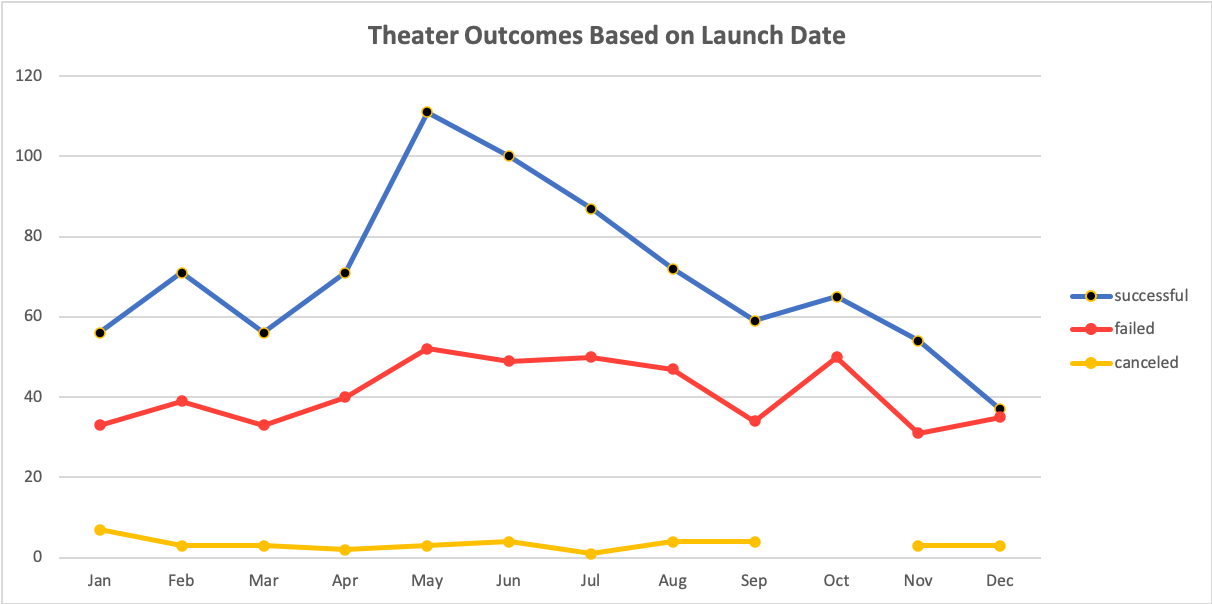 Theater Outcomes Based on Launch Date
120
100
80
60
40
20
0
Jan Feb Mar Apr May Jun Jul Aug Sep Oct Nov Dec
successful
failed
canceled